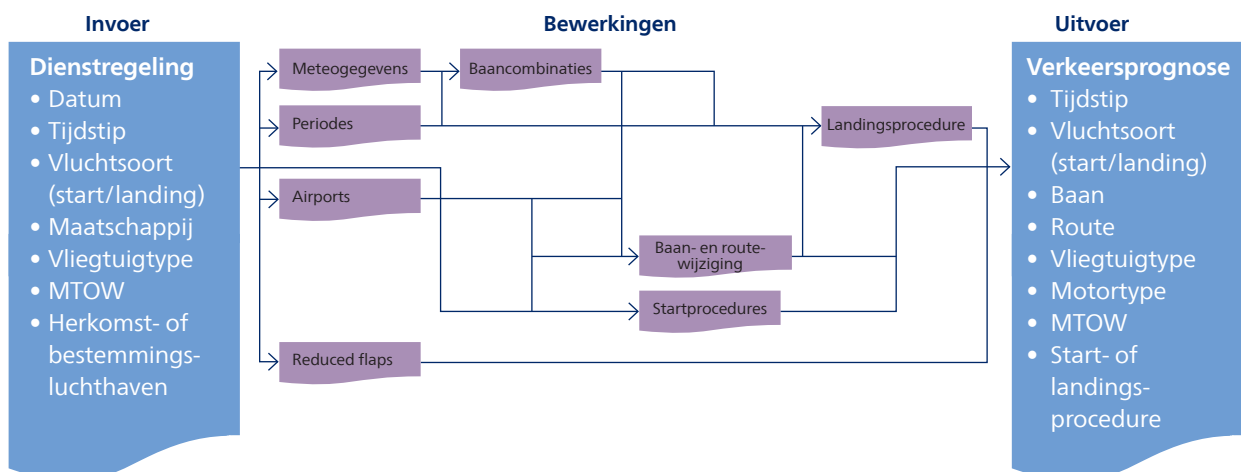 Invoer
Bewerkingen
Uitvoer
Dienstregeling
• Datum
• Tijdstip
• Vluchtsoort
(start/landing)
• Maatschappij
• Vliegtuigtype
• MTOW
• Herkomst- of
bestemmings-
luchthaven
Meteogegevens
Baancombinaties
Periodes
Landingsprocedure
Airports
Baan- en route-
wijziging
Startprocedures
Reduced flaps
Verkeersprognose
• Tijdstip
• Vluchtsoort
(start/landing)
• Baan
• Route
• Vliegtuigtype
• Motortype
• MTOW
• Start- of
landings-
procedure